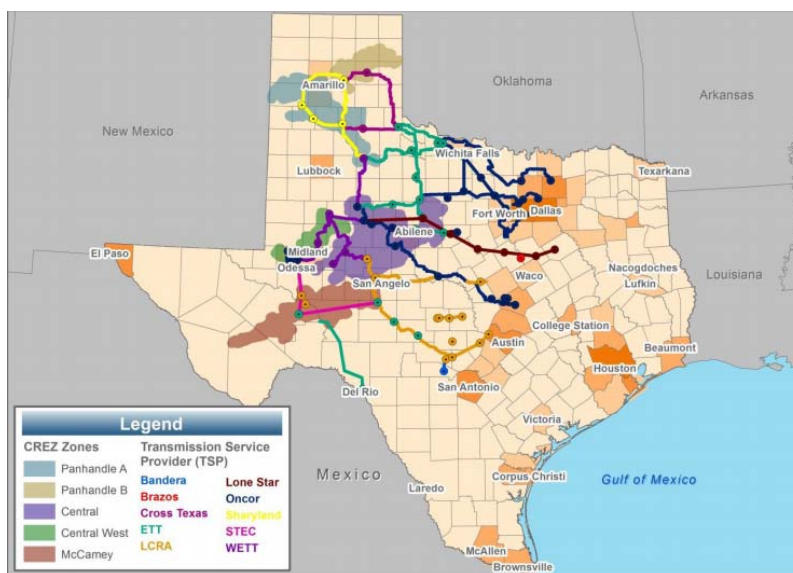 Oklahoma
Amarillo
Arkansas
New Mexico
Wichita Falls
Texarkana
Lubbock
Fort Worth
Dallas
Abilene
El Paso
Midland
Odessa
Waco
Nacogdoches
Lufkin
Louisiana
San Angelo
College Station
Austin
Beaumont
Houston
Del Rio
San Antonio
Victoria
Mexico
Corpus Christi
Gulf of Mexico
Laredo
McAllen
Brownsville
Legend
CREZ Zones
Panhandle A
Panhandle B
Central
Central West
McCamey
Transmission Service
Provider (TSP)
Bandera
Brazos
Cross Texas
ETT
LCRA
Lone Star
Oncor
Sharyland
STEC
WETT